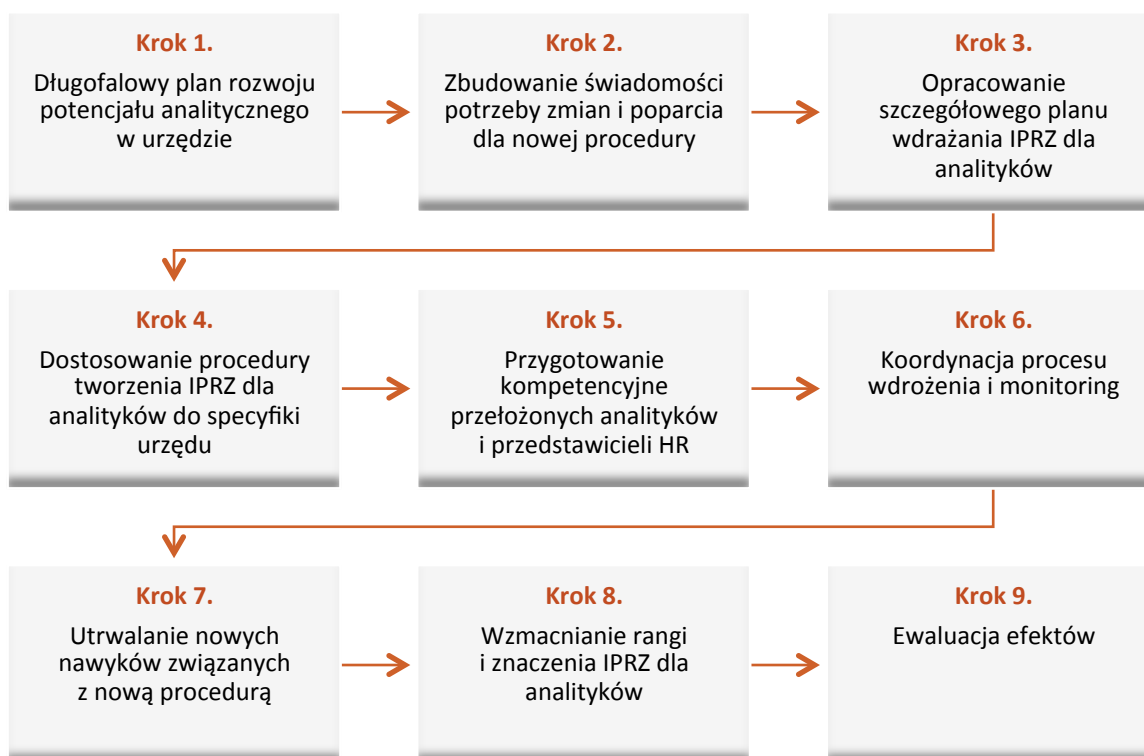 Krok 1.
Długofalowy plan rozwoju
potencjału analitycznego
w urzędzie
Krok 2.
Zbudowanie świadomości
potrzeby zmian i poparcia
dla nowej procedury
Krok 3.
Opracowanie
szczegółowego planu
wdrażania IPRZ dla
analityków
Krok 4.
Dostosowanie procedury
tworzenia IPRZ dla
analityków do specyfiki
urzędu
Krok 5.
Przygotowanie
kompetencyjne
przełożonych analityków
i przedstawicieli HR
Krok 6.
Koordynacja procesu
wdrożenia i monitoring
Krok 7.
Utrwalanie nowych
nawyków związanych
z nową procedurą
Krok 8.
Wzmacnianie rangi
i znaczenia IPRZ dla
analityków
Krok 9.
Ewaluacja efektów